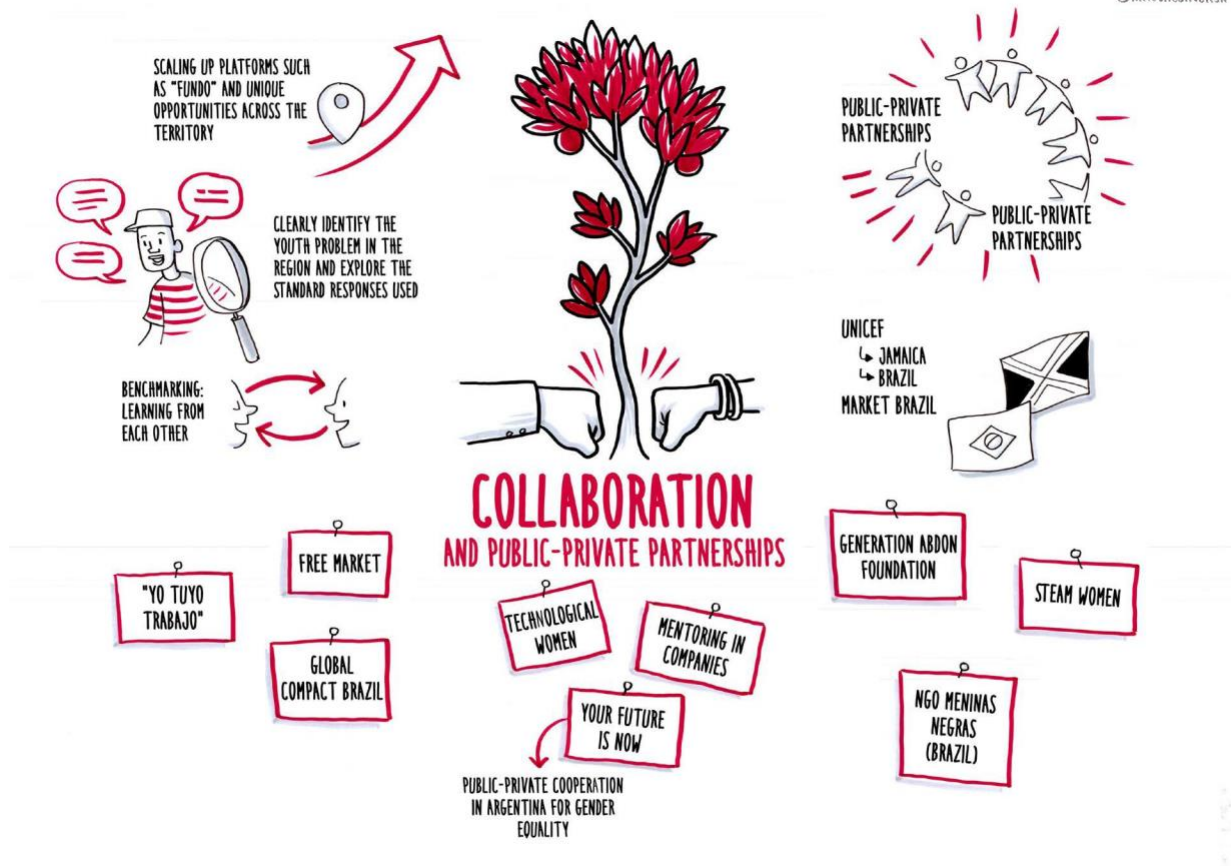 SCALING UP PLATFORMS SUCH
AS "FUNDO" AND UNIQUE
OPPORTUNITIES ACROSS THE
TERRITORY
CLEARLY IDENTIFY THE
YOUTH PROBLEM IN THE
REGION AND EXPLORE THE
STANDARD RESPONSES USED
BENCHMARKING:
LEARNING FROM
EACH OTHER
PUBLIC-PRIVATE
PARTNERSHIPS
PUBLIC-PRIVATE
PARTNERSHIPS
UNICEF
↳ JAMAICA
↳ BRAZIL
MARKET BRAZIL
COLLABORATION
AND PUBLIC-PRIVATE PARTNERSHIPS
"YO TUYO
TRABAJO"
FREE MARKET
GLOBAL
COMPACT BRAZIL
TECHNOLOGICAL
WOMEN
MENTORING IN
COMPANIES
YOUR FUTURE
IS NOW
PUBLIC-PRIVATE COOPERATION
IN ARGENTINA FOR GENDER
EQUALITY
GENERATION ABDON
FOUNDATION
STEAM WOMEN
NGO MENINAS
NEGRAS
(BRAZIL)